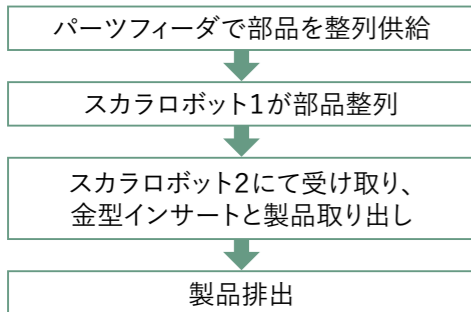 パーツフィーダで部品を整列供給
スカラロボット1が部品整列
スカラロボット2にて受け取り、
金型インサートと製品取り出し
製品排出